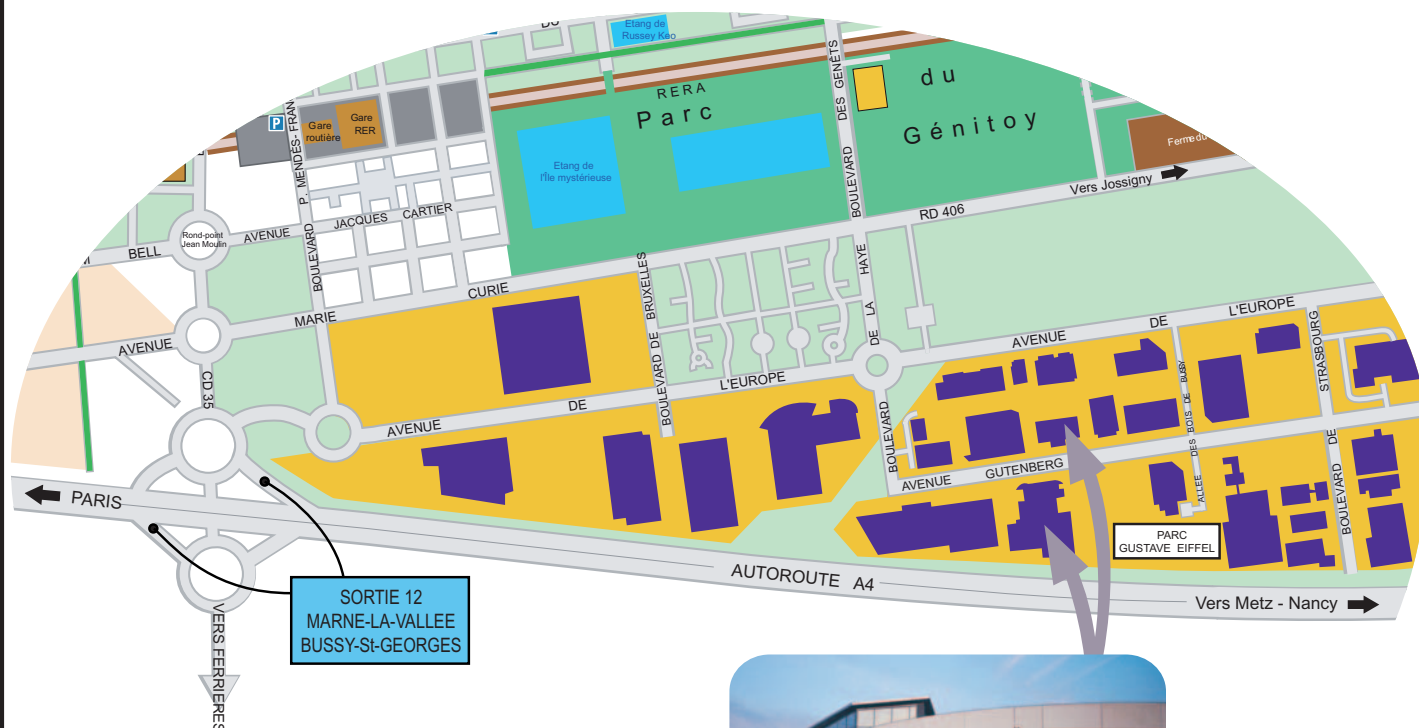 Etang de
Russey Keo
DU
RERA
Parc
du
Génitoy
BOULEVARD DES GENÊTS
P
Gare
routière
Gare
RER
Etang de
l'Île mystérieuse
Ferme du
Vers Jossigny
RD 406
BOULEVARD P. MENDÈS-FRAN
AVENUE JACQUES CARTIER
Rond-point
Jean Moulin
BELL
AVENUE MARIE CURIE
CD 35
BOULEVARD DE BRUXELLES
BOULEVARD DE LA HAYE
AVENUE DE L'EUROPE
AVENUE DE L'EUROPE
BOULEVARD DE STRASBOURG
ALLEE DES BOIS DE BUSSY
AVENUE GUTENBERG
PARC
GUSTAVE EIFFEL
PARIS
AUTOROUTE A4
Vers Metz - Nancy
SORTIE 12
MARNE-LA-VALLEE
BUSSY-St-GEORGES
VERS FERRIERES